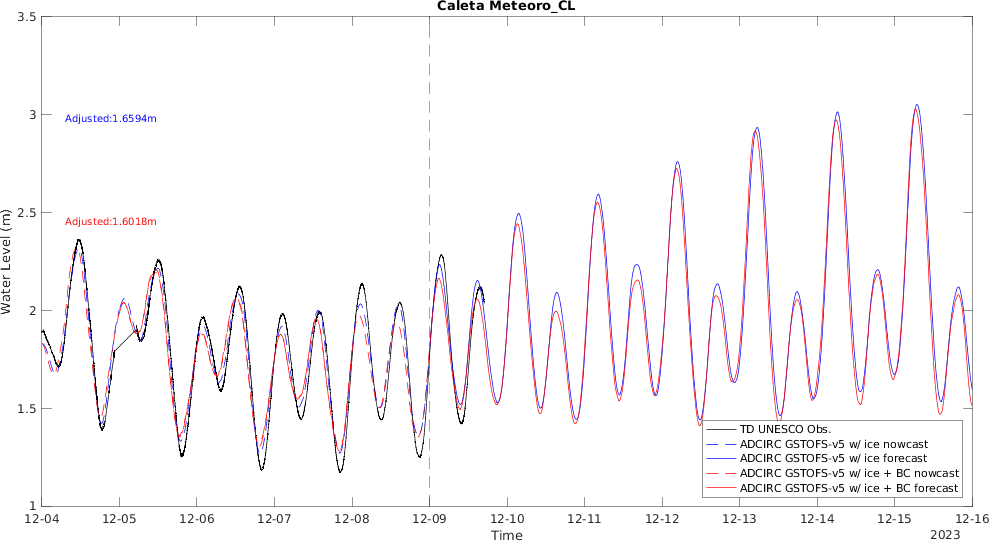 Caleta Meteoro_CL
3.5
3
2.5
2
1.5
1
Water Level (m)
Adjusted:1.6594m
Adjusted:1.6018m
TD UNESCO Obs.
ADCIRC GSTOFS-v5 w/ ice nowcast
ADCIRC GSTOFS-v5 w/ ice forecast
ADCIRC GSTOFS-v5 w/ ice + BC nowcast
ADCIRC GSTOFS-v5 w/ ice + BC forecast
12-04 12-05 12-06 12-07 12-08 12-09 12-10 12-11 12-12 12-13 12-14 12-15 12-16
Time
2023